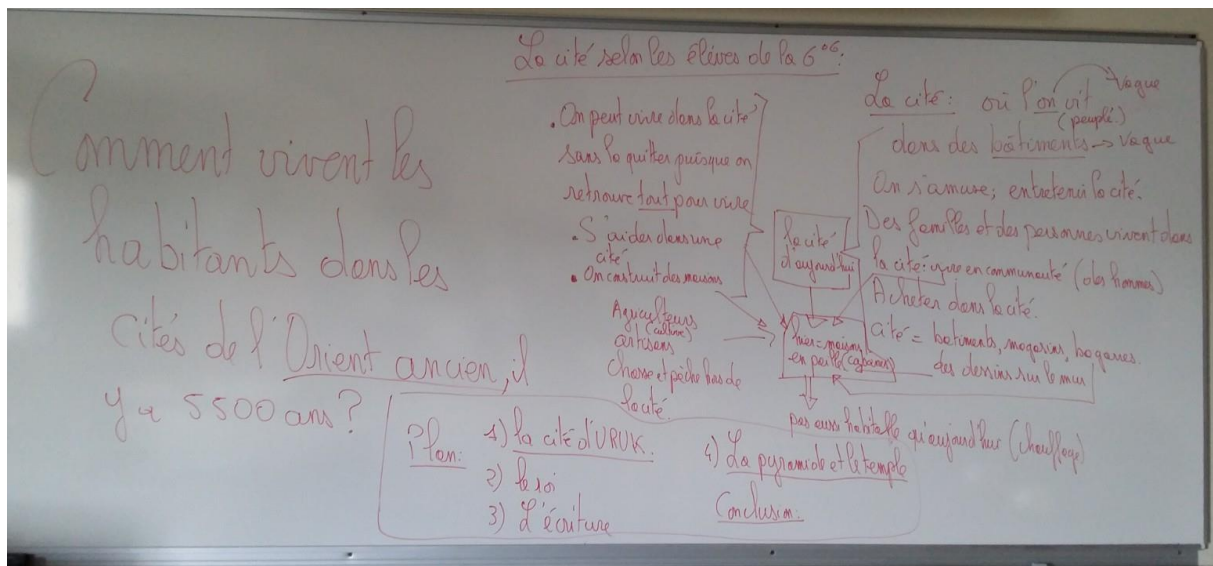 La cité selon les élèves de la 6°6:
Comment vivent les
habitants dans les
cités de l'Orient ancien, il
y a 5500 ans?
. On peut vivre dans la cité
sans la quitter puisque on
retrouve tout pour vivre
. S'aider dans une
cité
. On construit des maisons
Agriculteurs
(culture)
artisans
chasse et pêche hors de
la cité.
la cité
d'aujourd'hui
hier = maisons
en paille (cabanes)
pas aussi habitable qu'aujourd'hui (chauffage)
La cité: où l'on vit
Vague
(peuplé.)
dans des bâtiments → Vague
On s'amuse; entretenir la cité.
Des familles et des personnes vivent dans
la cité: vivre en communauté (des hommes)
Acheter dans la cité.
cité = batiments, magasins, bagarres.
des dessins sur le mur
Plan:
1) la cité d'URUK.
2) le roi
3) L'écriture
4) La pyramide et le temple
Conclusion: